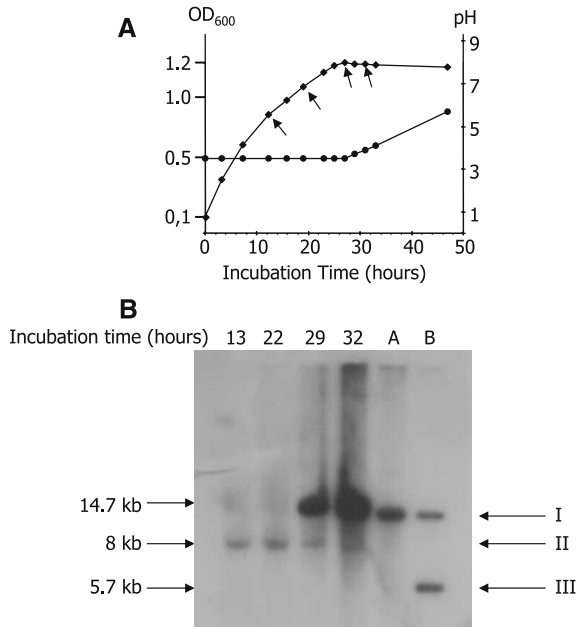 A
OD600
pH
1.2
1.0
0.5
0,1
9
7
5
3
1
0 10 20 30 40 50
Incubation Time (hours)
B
Incubation time (hours) 13 22 29 32 A B
14.7 kb
8 kb
5.7 kb
I
II
III